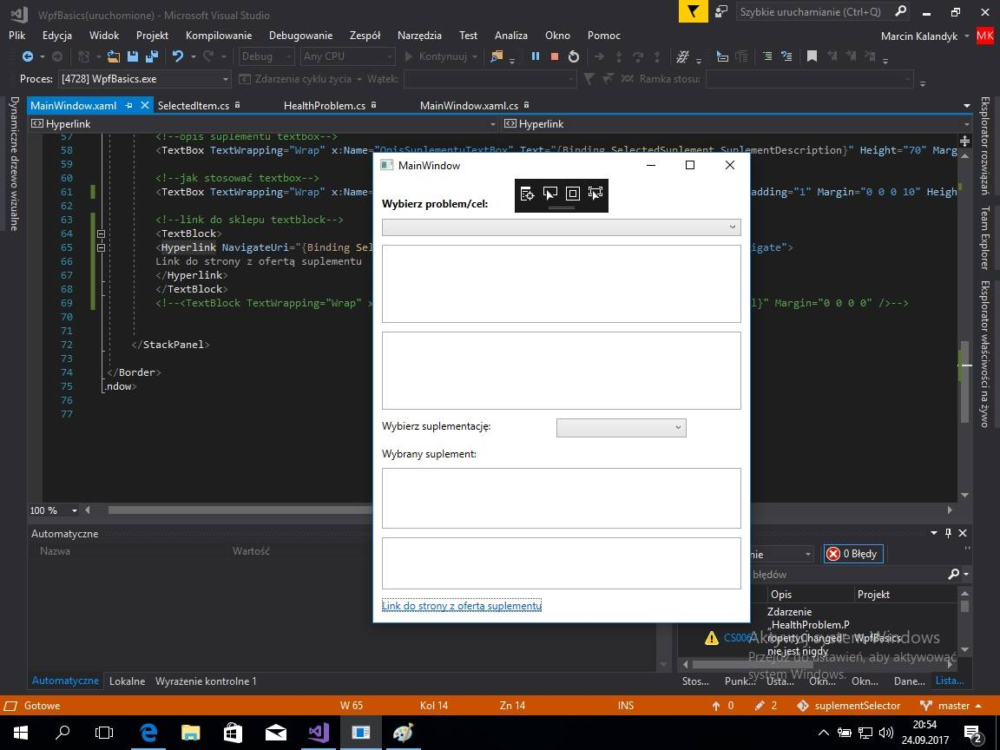 WpfBasics(uruchomione) - Microsoft Visual Studio
Szybkie uruchamianie (Ctrl+Q)
Plik Edycja Widok Projekt Kompilowanie Debugowanie Zespół Narzędzia Test Analiza Okno Pomoc
Marcin Kalandyk MK
Debug Any CPU Kontynuuj
Proces: [4728] WpfBasics.exe Zdarzenia cyklu życia Wątek: Ramka stosu:
MainWindow.xaml SelectedItem.cs HealthProblem.cs MainWindow.xaml.cs
Hyperlink Hyperlink
Dynamiczne drzewo wizualne
Eksplorator rozwiązań
Team Explorer
Eksplorator właściwości na żywo
57 <!--opis suplementu textbox-->
58 <TextBox TextWrapping="Wrap" x:Name="OpisSuplementuTextBox" Text="{Binding SelectedSuplement.SuplementDescription}" Height="70" Marg
59
60 <!--jak stosować textbox-->
61 <TextBox TextWrapping="Wrap" x:Name= adding="1" Margin="0 0 0 10" Heigh
62
63 <!--link do sklepu textblock-->
64 <TextBlock>
65 <Hyperlink NavigateUri="{Binding Sel igate">
66 Link do strony z ofertą suplementu
67 </Hyperlink>
68 </TextBlock>
69 <!--<TextBlock TextWrapping="Wrap" x l}" Margin="0 0 0 0" />-->
70
71
72 </StackPanel>
73
74 </Border>
75 ndow>
76
77
MainWindow
Wybierz problem/cel:
Wybierz suplementację:
Wybrany suplement:
Link do strony z ofertą suplementu
100 %
Automatyczne
Nazwa Wartość
nie 0 Błędy
błędów
Opis Projekt
Zdarzenie
„HealthProblem.P
CS006 ropertyChanged" WpfBasics
nie jest nigdy
Aktywuj system Windows
Przejdź do ustawień, aby aktywować
system Windows.
Automatyczne Lokalne Wyrażenie kontrolne 1
Stos... Punk... Usta... Okn... Okn... Dane... Lista...
Gotowe W 65 Kol 14 Zn 14 INS 0 2 suplementSelector master
20:54
24.09.2017
2